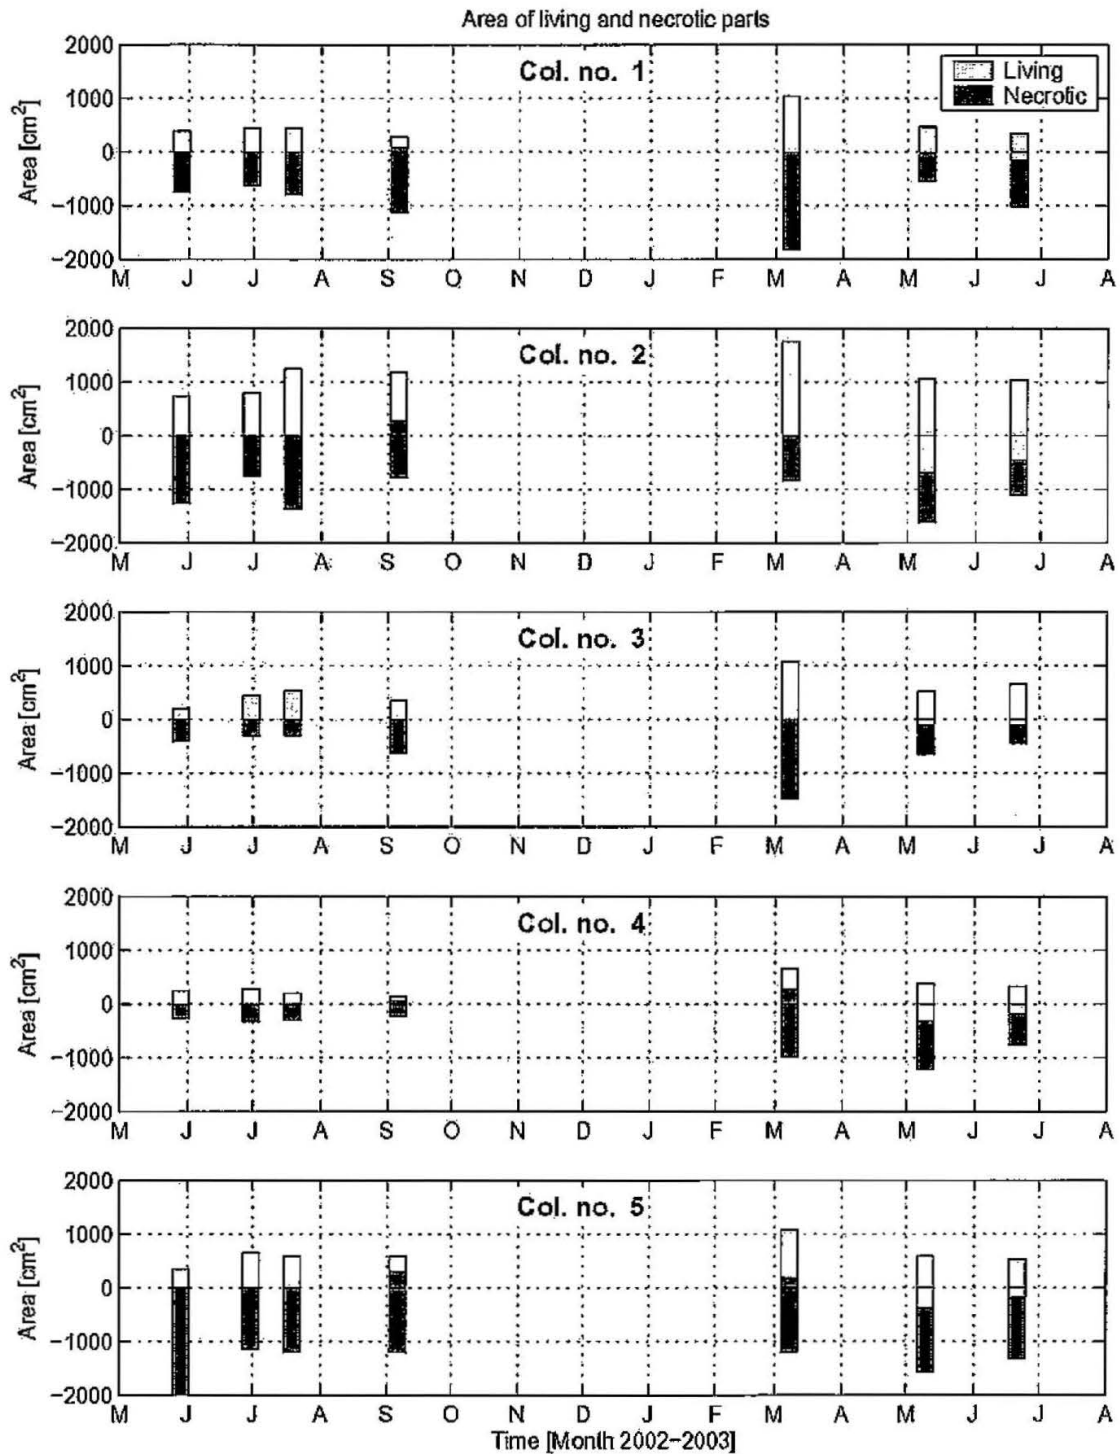 Area of living and necrotic parts
Col. no. 1
Living
Necrotic
Area [cm²]
2000
1000
0
−1000
−2000
M J J A S O N D J F M A M J J A
Col. no. 2
Area [cm²]
2000
1000
0
−1000
−2000
M J J A S O N D J F M A M J J A
Col. no. 3
Area [cm²]
2000
1000
0
−1000
−2000
M J J A S O N D J F M A M J J A
Col. no. 4
Area [cm²]
2000
1000
0
−1000
−2000
M J J A S O N D J F M A M J J A
Col. no. 5
Area [cm²]
2000
1000
0
−1000
−2000
M J J A S O N D J F M A M J J A
Time [Month 2002−2003]